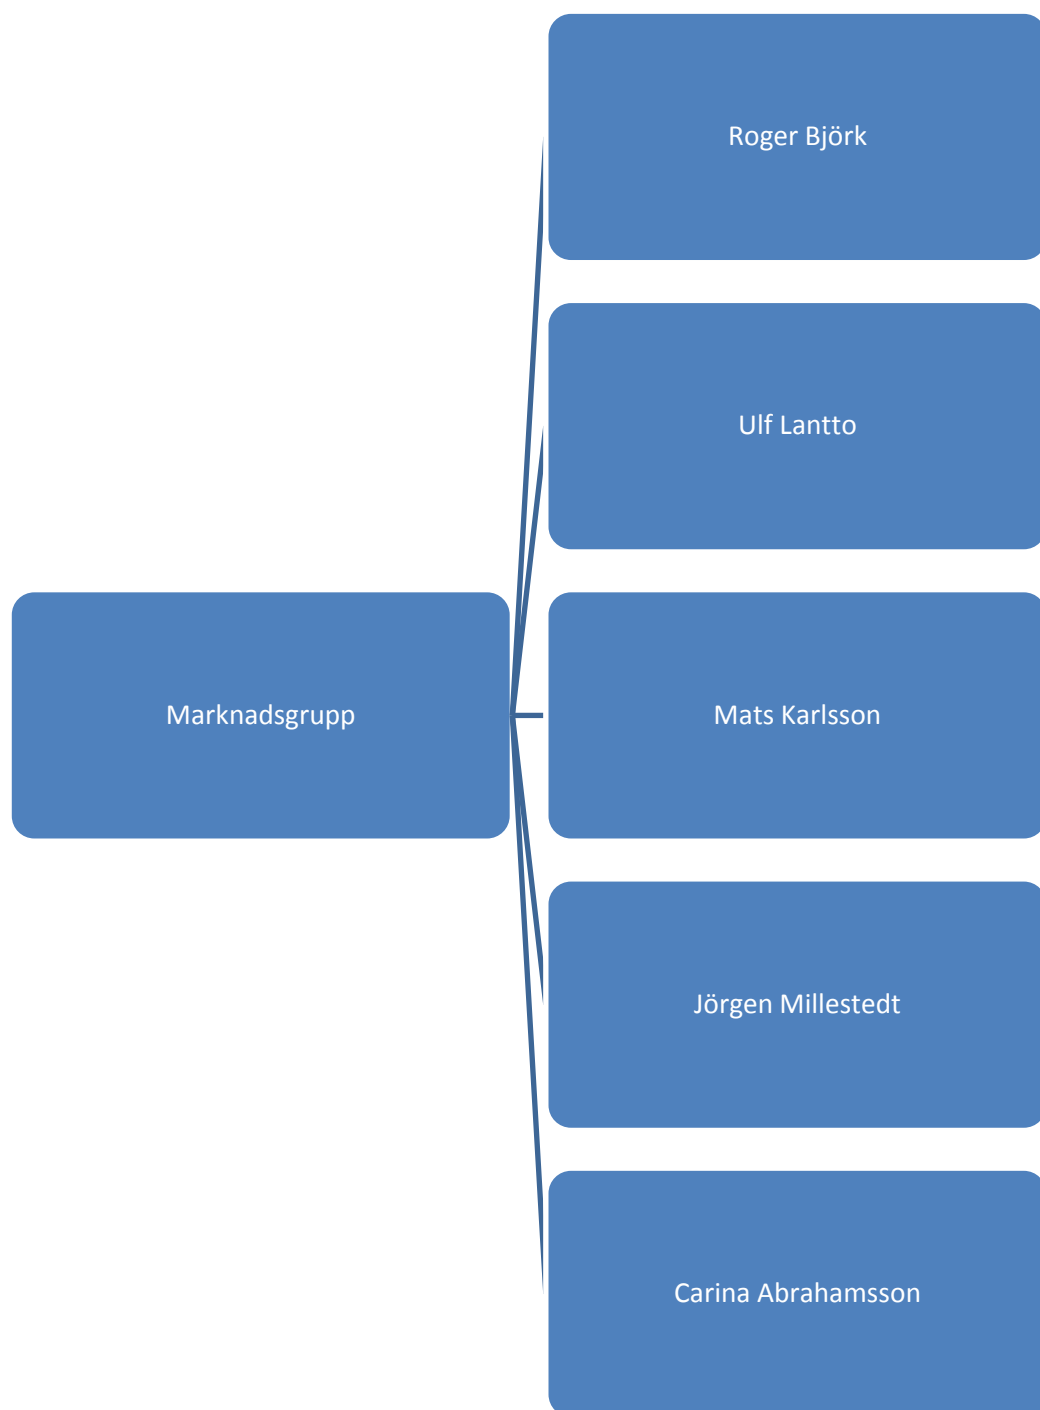 Roger Björk
Ulf Lantto
Marknadsgrupp
Mats Karlsson
Jörgen Millestedt
Carina Abrahamsson